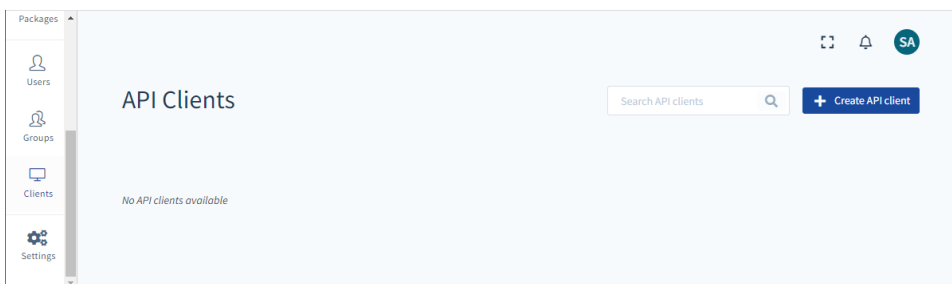 Packages
Users
Groups
Clients
Settings
SA
API Clients
Search API clients
Create API client
No API clients available